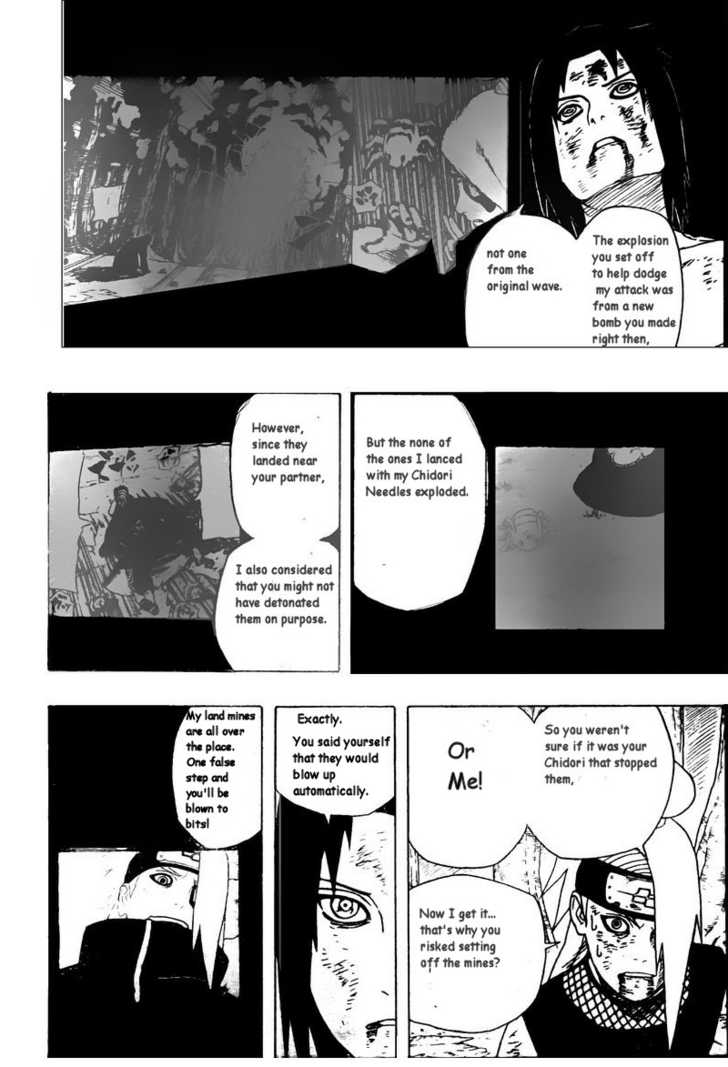 The explosion
you set off
to help dodge
my attack was
from a new
bomb you made
right then,
not one
from the
original wave.
But the none of
the ones I lanced
with my Chidori
Needles exploded.
However,
since they
landed near
your partner,
I also considered
that you might not
have detonated
them on purpose.
So you weren't
sure if it was your
Chidori that stopped
them,
Or
Me!
Now I get it...
that's why you
risked setting
off the mines?
Exactly.
You said yourself
that they would
blow up
automatically.
My land mines
are all over
the place.
One false
step and
you'll be
blown to
bits!